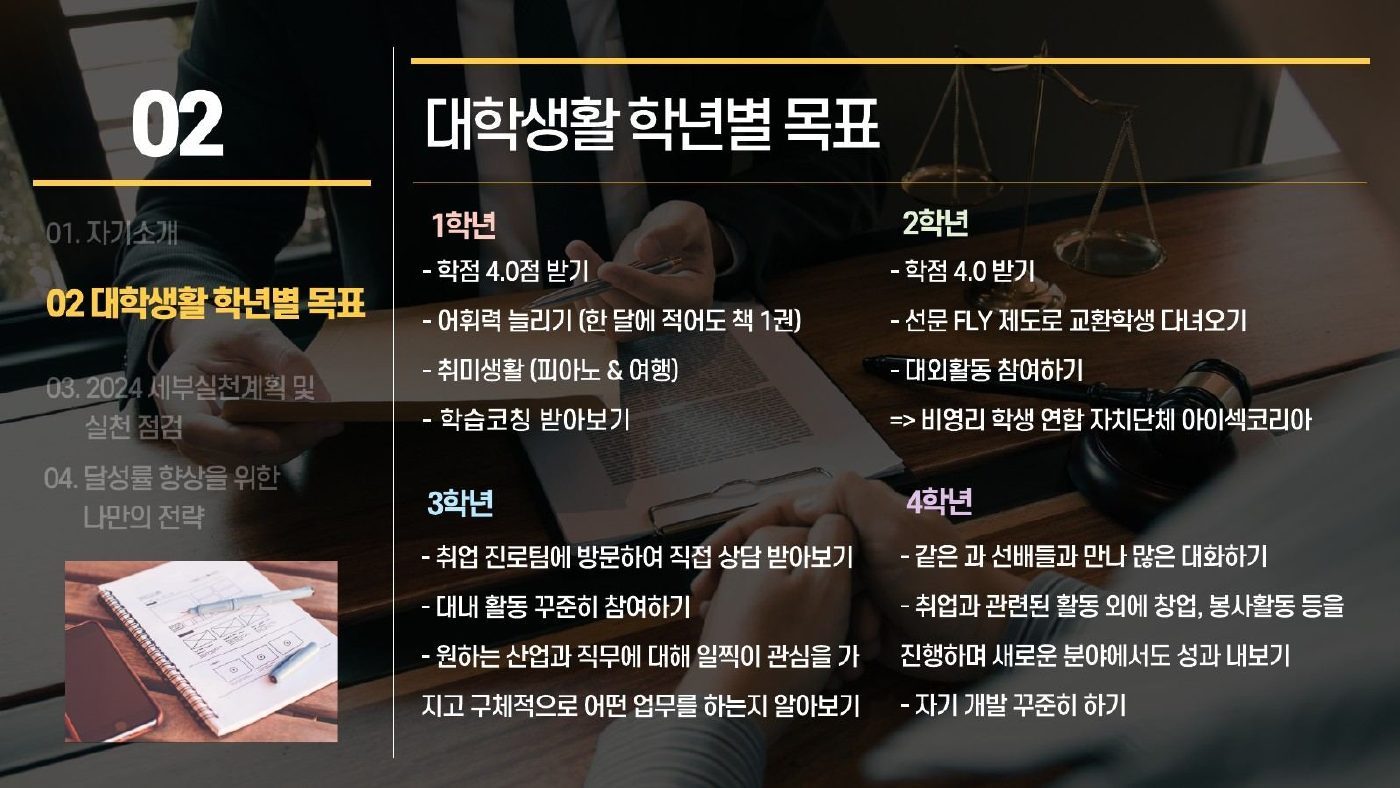 02
01. 자기소개
02 대학생활 학년별 목표
03. 2024 세부실천계획 및
실천 점검
04. 달성률 향상을 위한
나만의 전략
대학생활 학년별 목표
1학년
- 학점 4.0점 받기
- 어휘력 늘리기 (한 달에 적어도 책 1권)
- 취미생활 (피아노 & 여행)
- 학습코칭 받아보기
2학년
- 학점 4.0 받기
- 선문 FLY 제도로 교환학생 다녀오기
- 대외활동 참여하기
=> 비영리 학생 연합 자치단체 아이섹코리아
3학년
- 취업 진로팀에 방문하여 직접 상담 받아보기
- 대내 활동 꾸준히 참여하기
- 원하는 산업과 직무에 대해 일찍이 관심을 가
지고 구체적으로 어떤 업무를 하는지 알아보기
4학년
- 같은 과 선배들과 만나 많은 대화하기
- 취업과 관련된 활동 외에 창업, 봉사활동 등을
진행하며 새로운 분야에서도 성과 내보기
- 자기 개발 꾸준히 하기